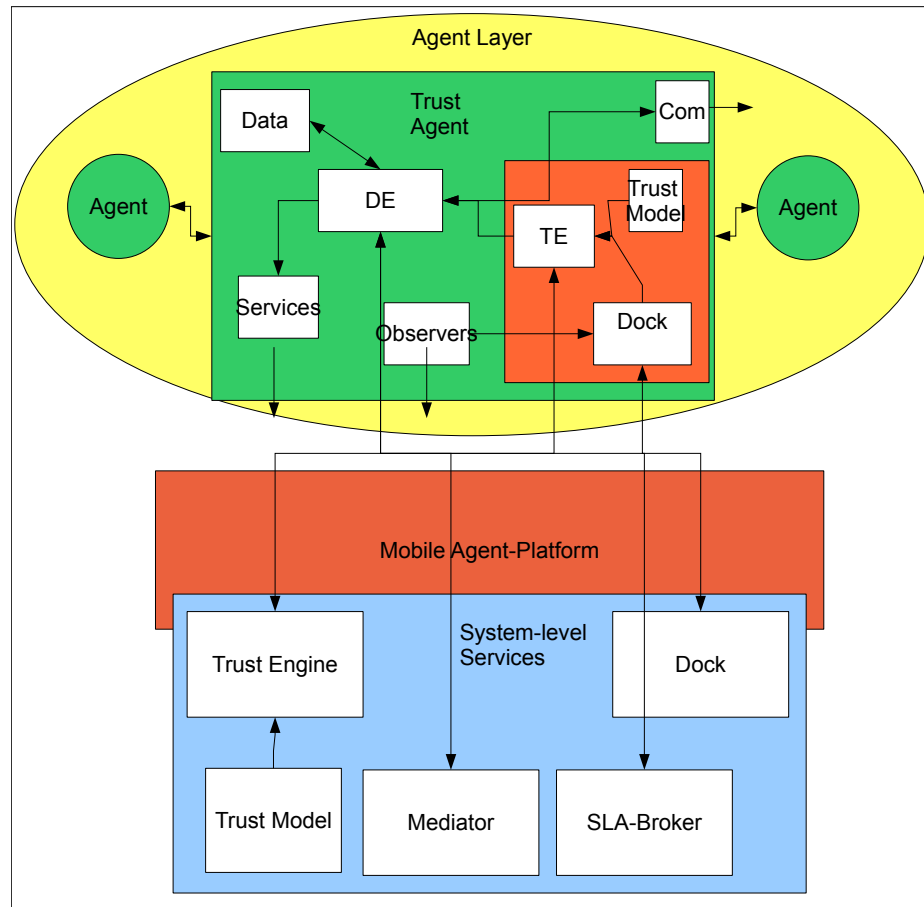 Agent Layer
Trust
Agent
Data
Com
DE
Trust
Model
TE
Agent
Agent
Services
Observers
Dock
Mobile Agent-Platform
System-level
Services
Trust Engine
Dock
Trust Model
Mediator
SLA-Broker